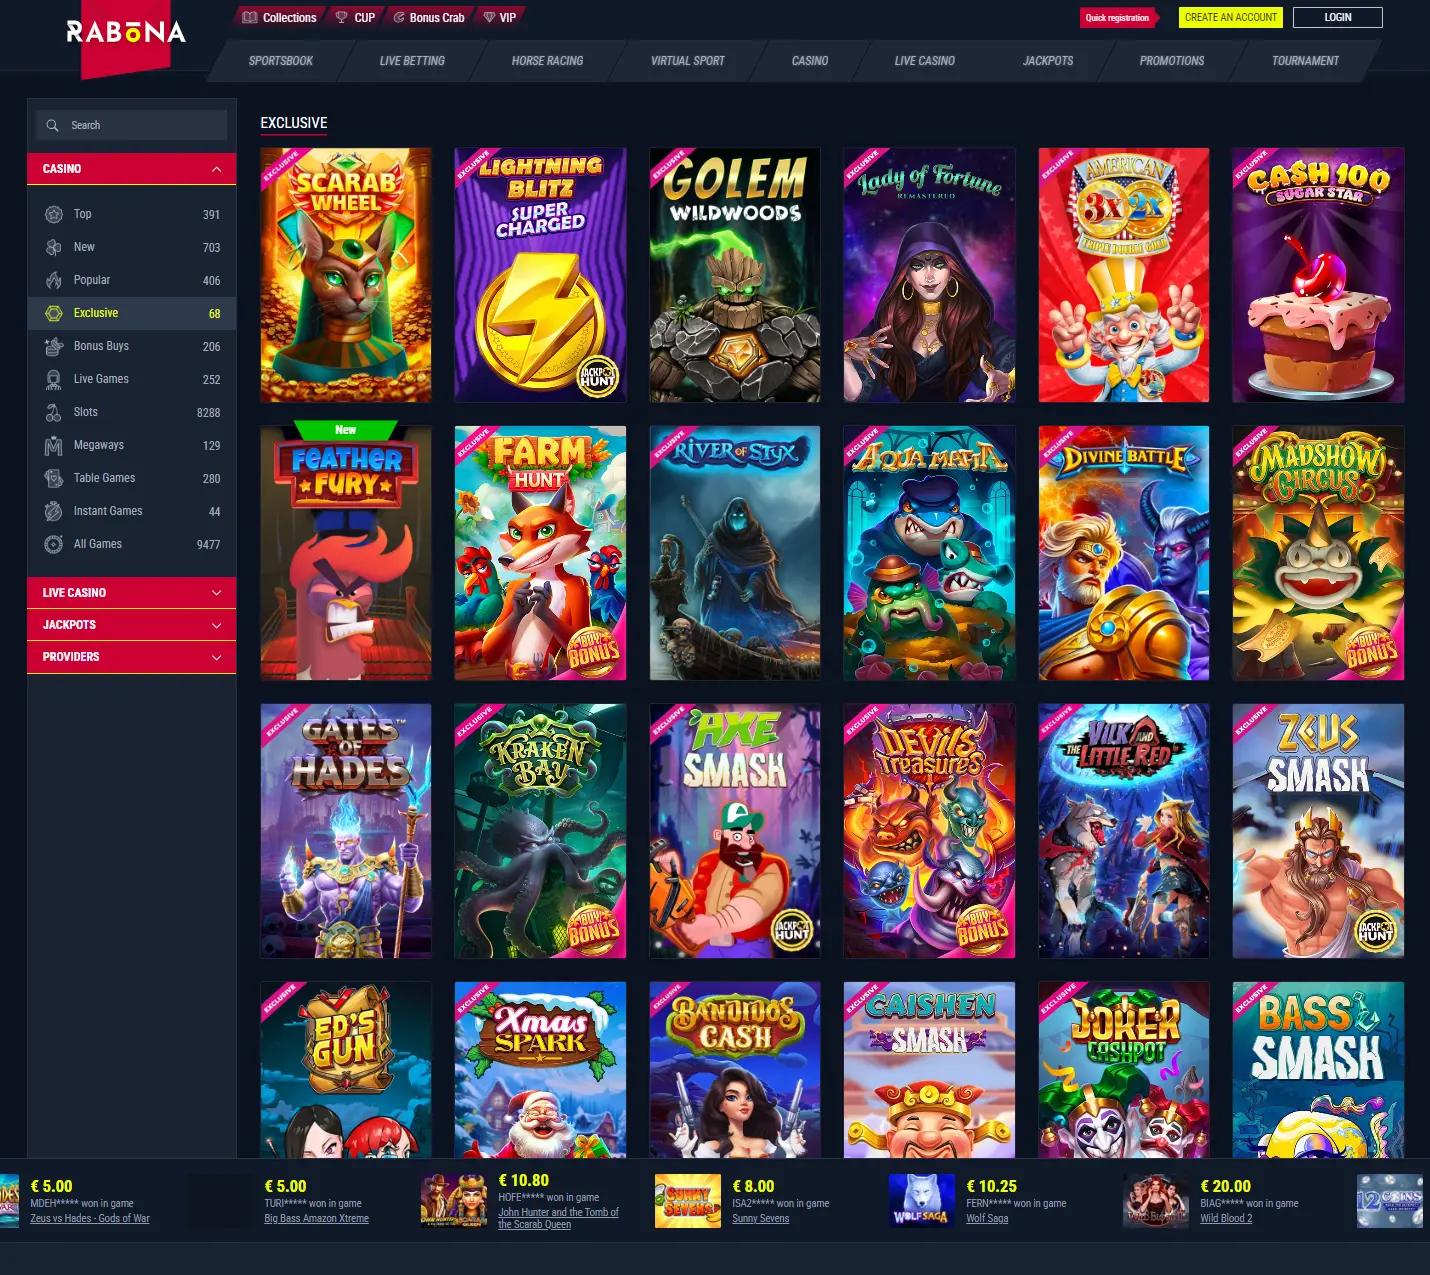 RABONA
Collections
CUP
Bonus Crab
VIP
Quick registration
CREATE AN ACCOUNT
LOGIN
SPORTSBOOK
LIVE BETTING
HORSE RACING
VIRTUAL SPORT
CASINO
LIVE CASINO
JACKPOTS
PROMOTIONS
TOURNAMENT
Search
CASINO
Top 391
New 703
Popular 406
Exclusive 68
Bonus Buys 206
Live Games 252
Slots 8288
Megaways 129
Table Games 280
Instant Games 44
All Games 9477
LIVE CASINO
JACKPOTS
PROVIDERS
EXCLUSIVE
EXCLUSIVE
SCARAB
WHEEL
EXCLUSIVE
LIGHTNING
BLITZ
SUPER
CHARGED
JACKPOT
HUNT
EXCLUSIVE
GOLEM
WILDWOODS
EXCLUSIVE
Lady of Fortune
REMASTERED
EXCLUSIVE
AMERICAN
3x 2x
TRIPLE DOUBLE GOLD
EXCLUSIVE
CA$H 100
SUGAR STAR
New
FEATHER
FURY
EXCLUSIVE
FARM
HUNT
BUY
BONUS
EXCLUSIVE
RIVER OF STYX
EXCLUSIVE
AQUA MAFIA
EXCLUSIVE
DIVINE BATTLE
EXCLUSIVE
MADSHOW
CIRCUS
BUY
BONUS
EXCLUSIVE
GATES™
OF
HADES
EXCLUSIVE
KRAKEN
BAY
BUY
BONUS
EXCLUSIVE
AXE
SMASH
JACKPOT
HUNT
EXCLUSIVE
DEVILS
TREASURES
BUY
BONUS
EXCLUSIVE
VILK AND
THE LITTLE RED
EXCLUSIVE
ZEUS
SMASH
JACKPOT
HUNT
EXCLUSIVE
ED'S
GUN
EXCLUSIVE
Xmas
SPARK
EXCLUSIVE
BANDIDO'S
CASH
EXCLUSIVE
CAISHEN
SMASH
EXCLUSIVE
JOKER
CASHPOT
EXCLUSIVE
BASS
SMASH
€ 5.00
MDEH***** won in game
Zeus vs Hades - Gods of War
€ 5.00
TURI***** won in game
Big Bass Amazon Xtreme
€ 10.80
HOFE***** won in game
John Hunter and the Tomb of
the Scarab Queen
SUNNY
SEVENS
€ 8.00
ISA2***** won in game
Sunny Sevens
WOLF SAGA
€ 10.25
FERN***** won in game
Wolf Saga
€ 20.00
BIAG***** won in game
Wild Blood 2
12 COINS